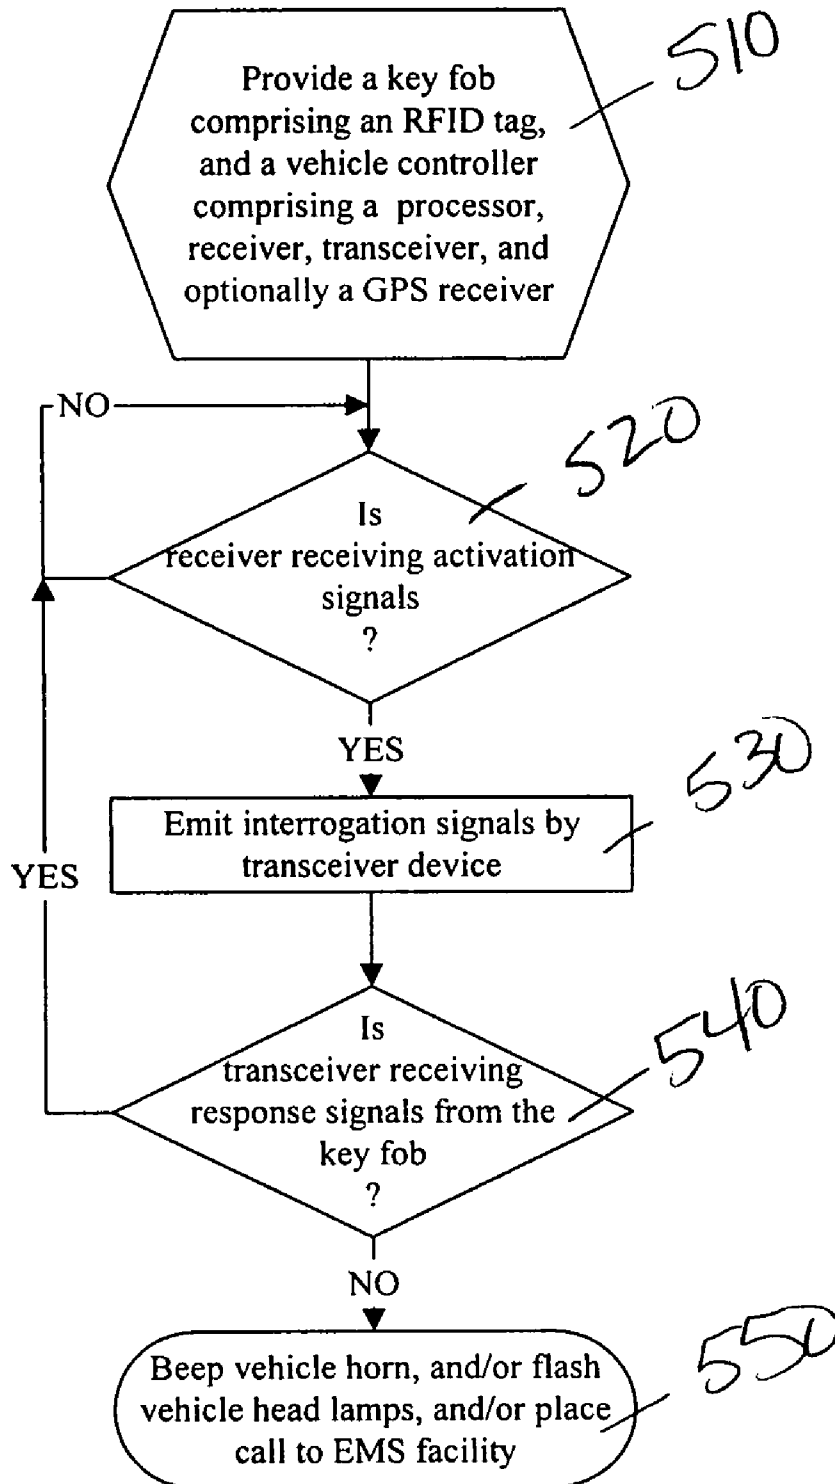 Provide a key fob
comprising an RFID tag,
and a vehicle controller
comprising a processor,
receiver, transceiver, and
optionally a GPS receiver
510
NO
520
Is
receiver receiving activation
signals
?
YES
530
Emit interrogation signals by
transceiver device
YES
540
Is
transceiver receiving
response signals from the
key fob
?
NO
550
Beep vehicle horn, and/or flash
vehicle head lamps, and/or place
call to EMS facility